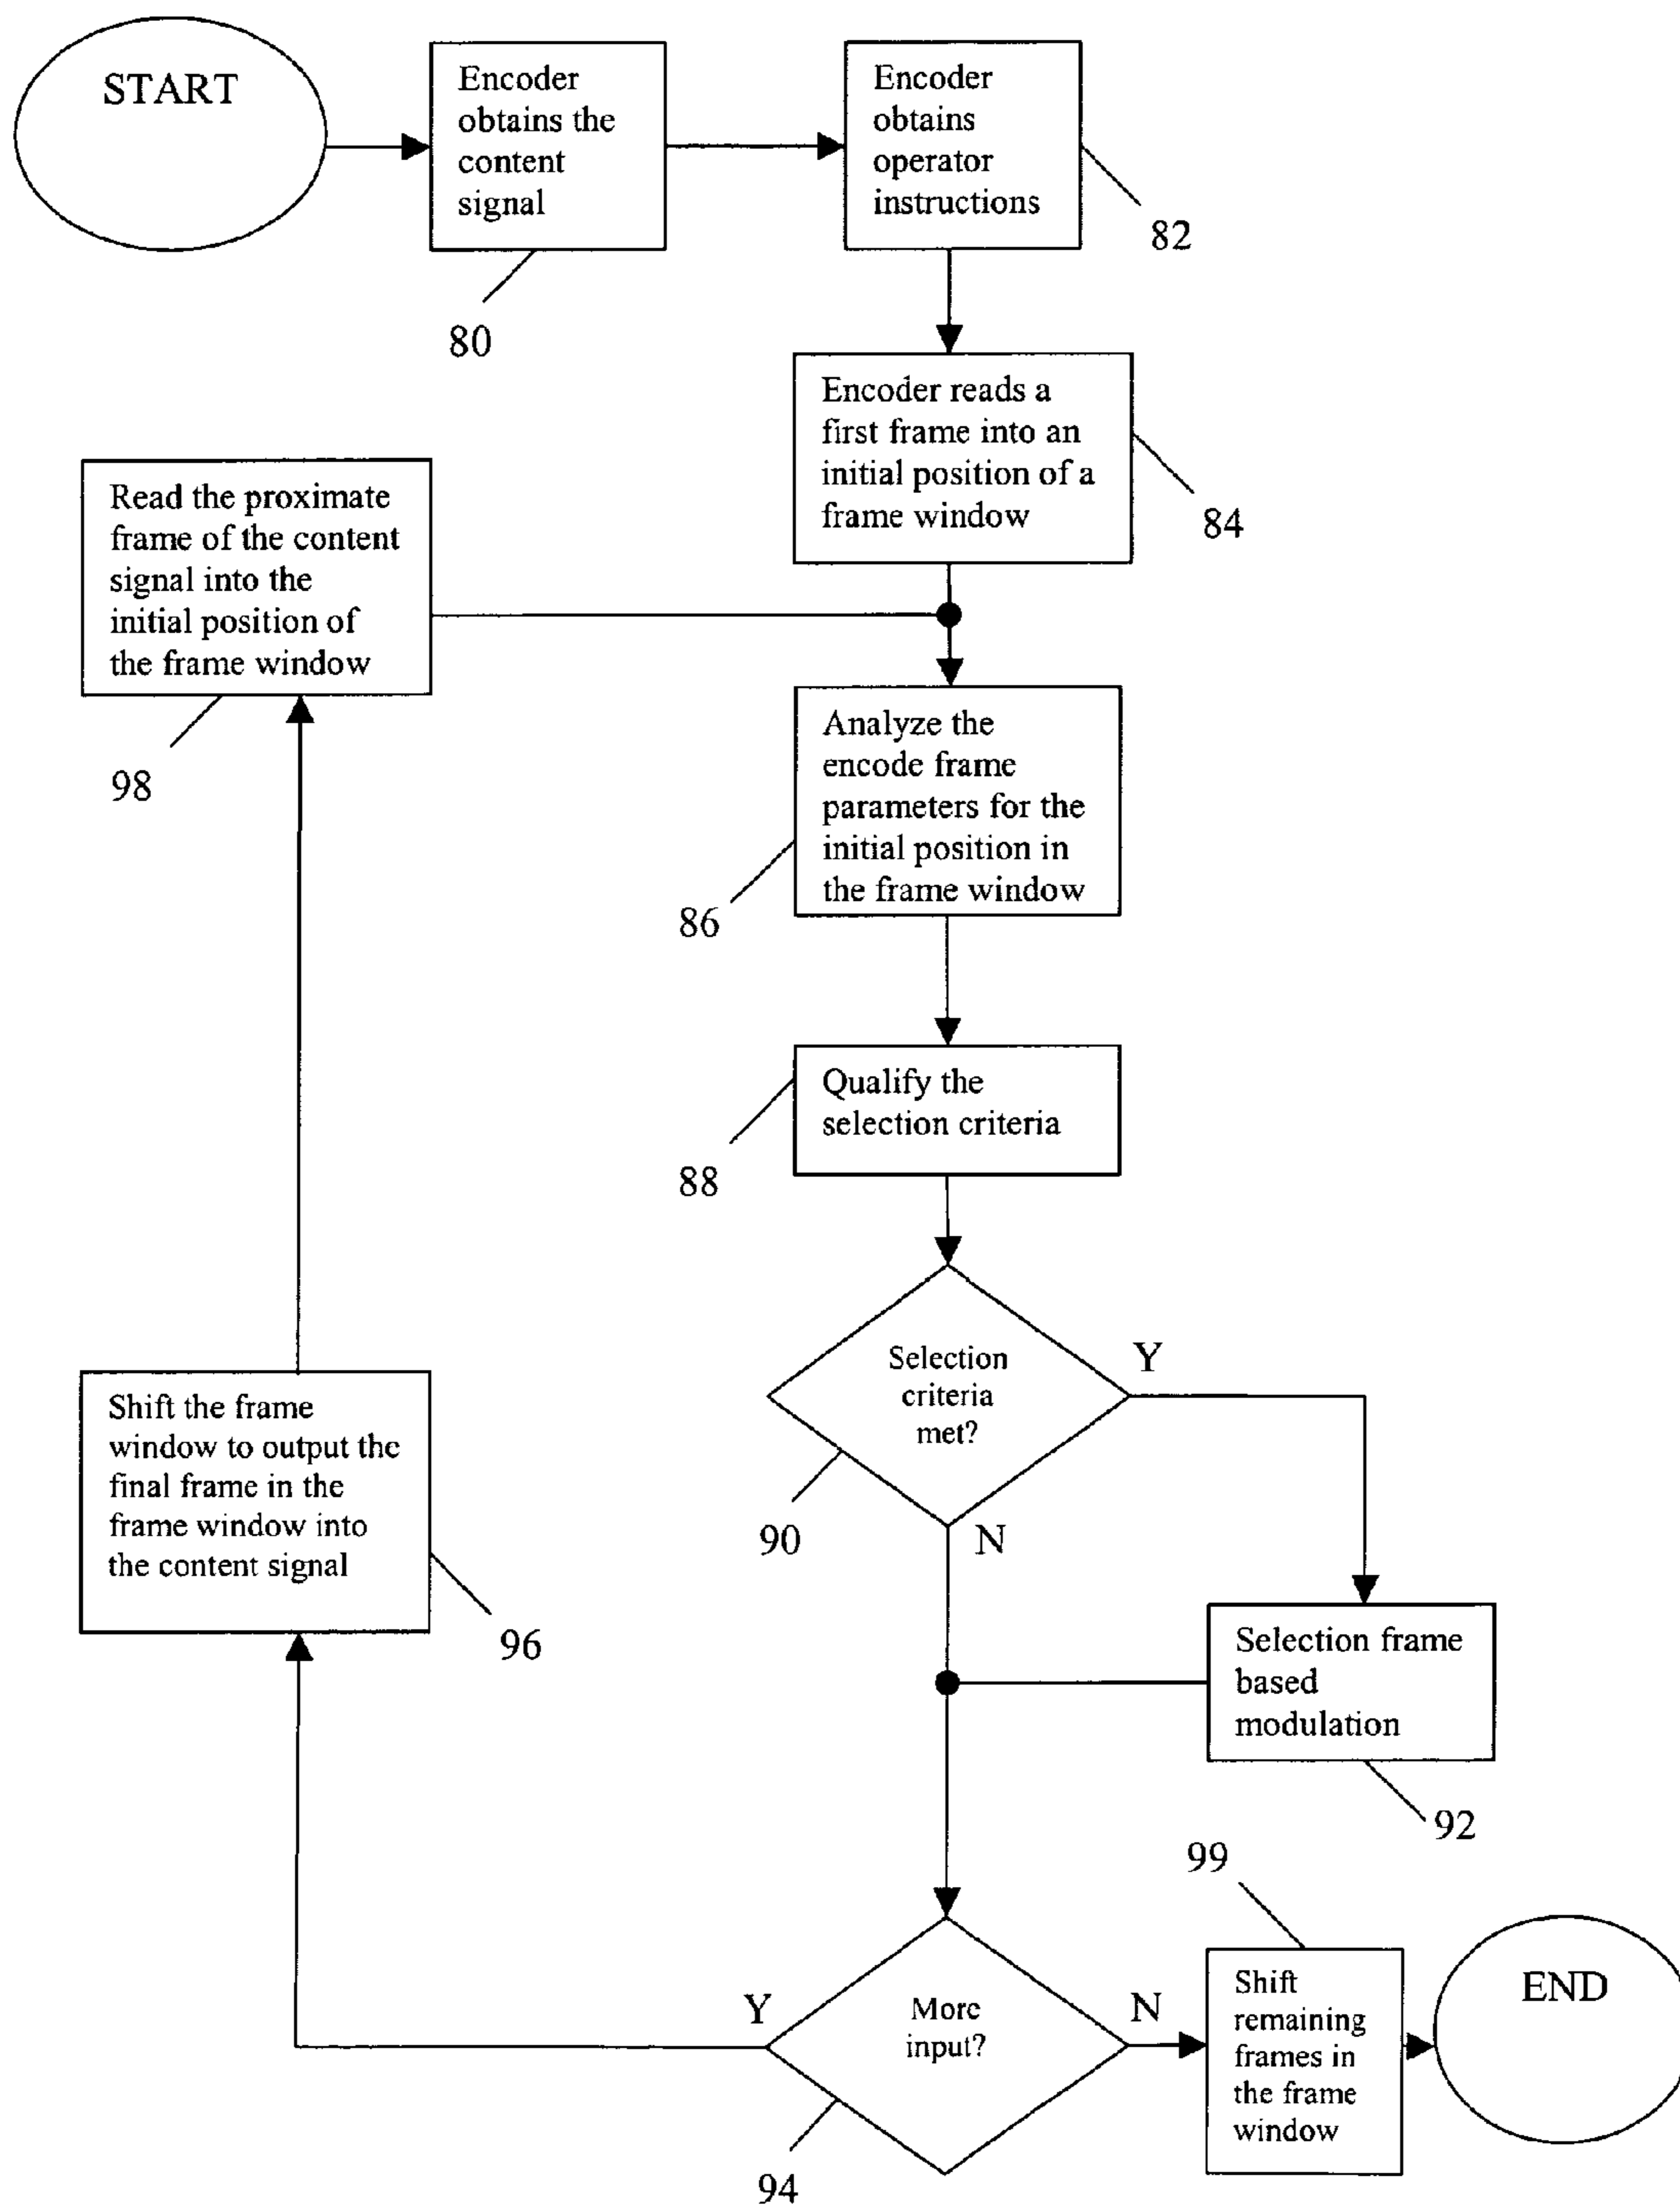 START
Encoder
obtains the
content
signal
80
Encoder
obtains
operator
instructions
82
Encoder reads a
first frame into an
initial position of a
frame window
84
Read the proximate
frame of the content
signal into the
initial position of
the frame window
98
Analyze the
encode frame
parameters for the
initial position in
the frame window
86
Qualify the
selection criteria
88
Selection
criteria
met?
Y
N
90
Shift the frame
window to output the
final frame in the
frame window into
the content signal
96
Selection frame
based
modulation
92
More
input?
Y
N
94
99
Shift
remaining
frames in
the frame
window
END